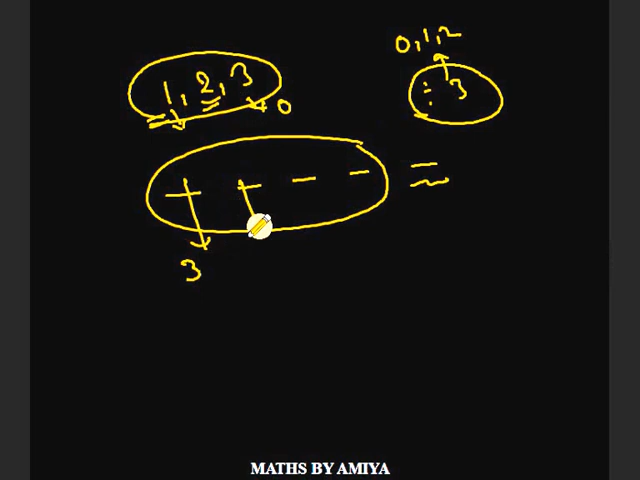 0,1,2
1, 2, 3
0
÷ 3
=
3
MATHS BY AMIYA